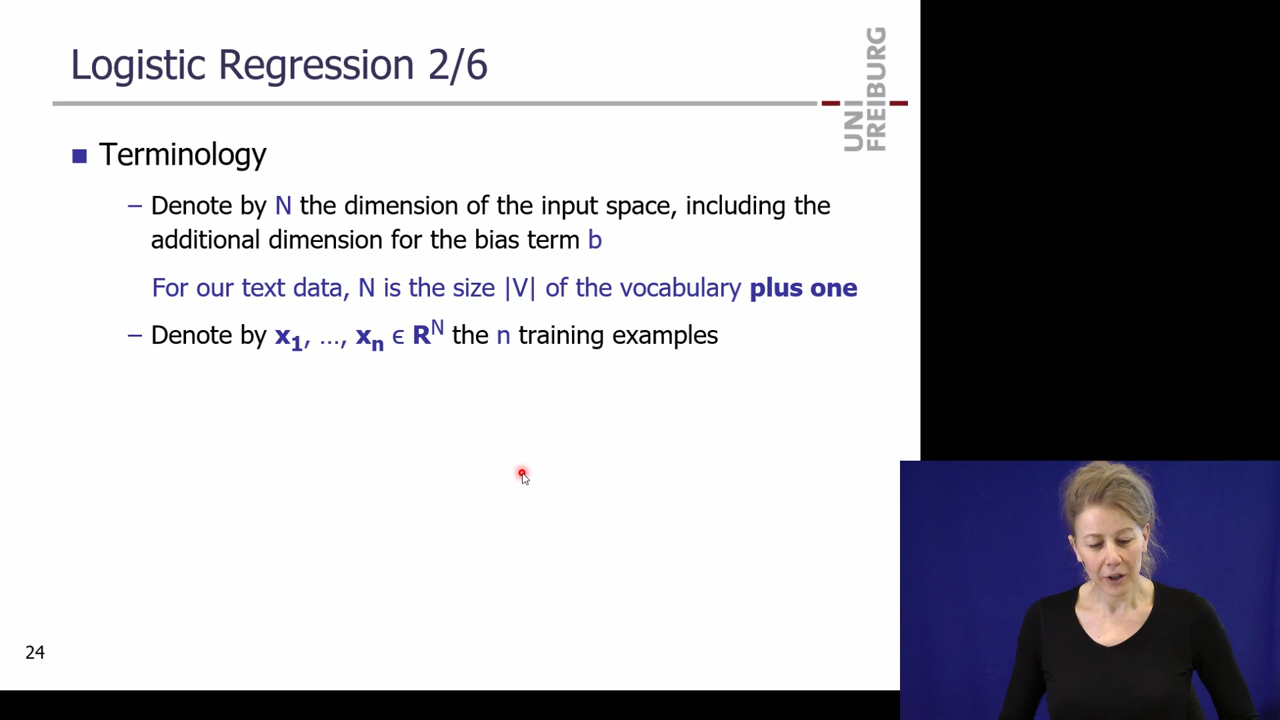 Logistic Regression 2/6
UNI
FREIBURG
■ Terminology
– Denote by N the dimension of the input space, including the
additional dimension for the bias term b
For our text data, N is the size |V| of the vocabulary plus one
– Denote by x1, …, xn ϵ R^N the n training examples
24